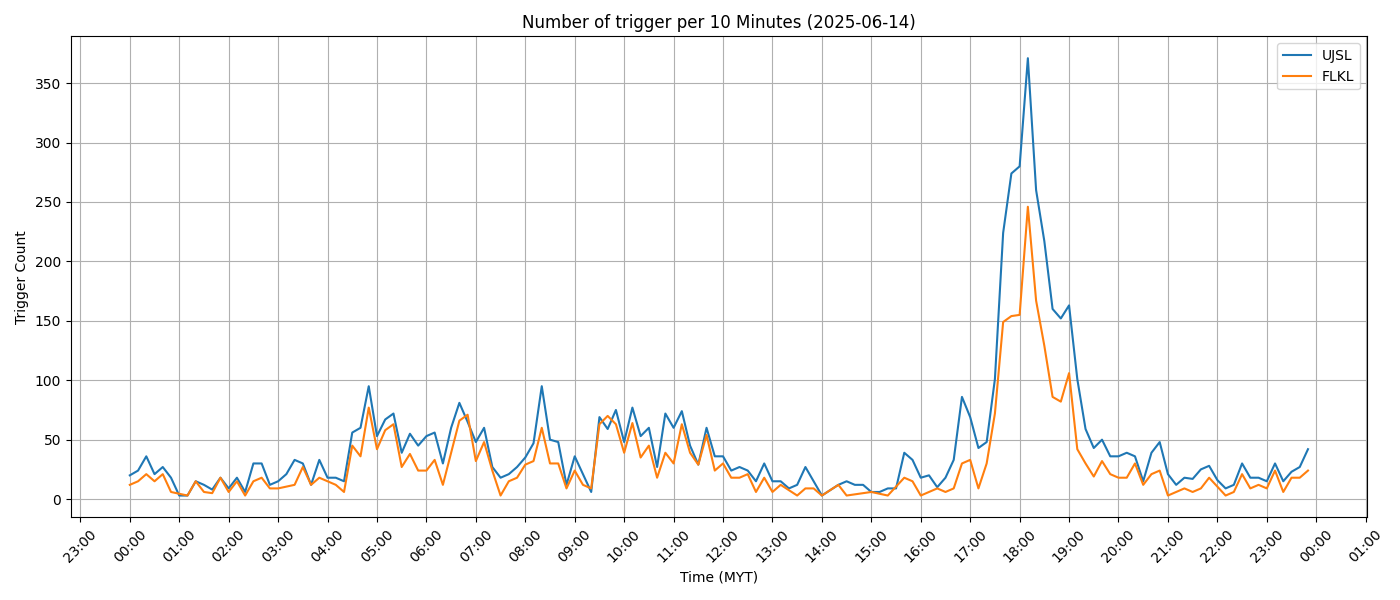 Number of trigger per 10 Minutes (2025-06-14)
UJSL
FLKL
Trigger Count
350
300
250
200
150
100
50
0
23:00 00:00 01:00 02:00 03:00 04:00 05:00 06:00 07:00 08:00 09:00 10:00 11:00 12:00 13:00 14:00 15:00 16:00 17:00 18:00 19:00 20:00 21:00 22:00 23:00 00:00 01:00
Time (MYT)